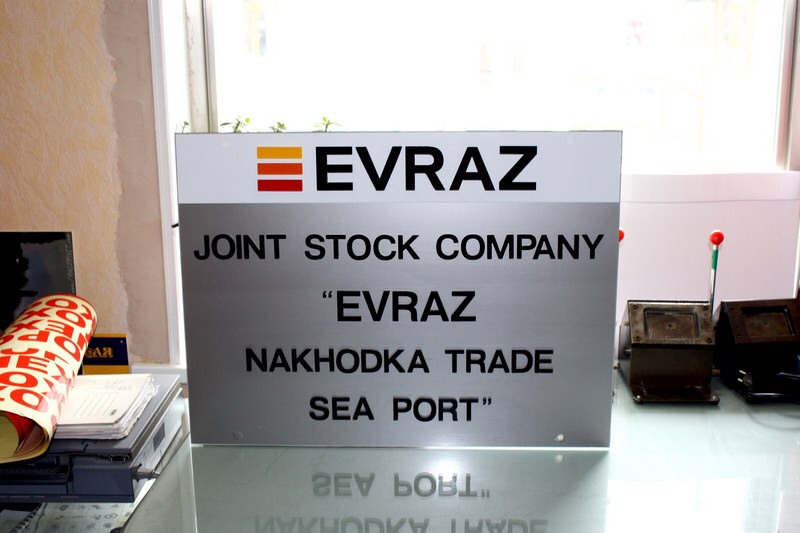 EVRAZ
JOINT STOCK COMPANY
“EVRAZ
NAKHODKA TRADE
SEA PORT”